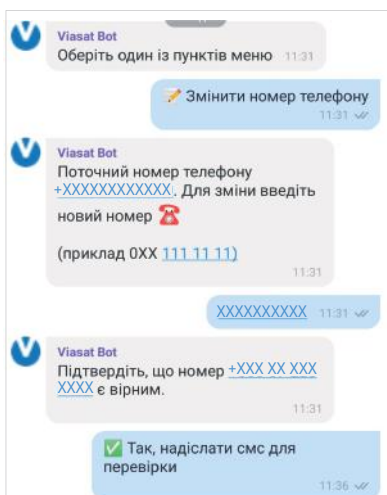 Viasat Bot
Оберіть один із пунктів меню 11:31
📝 Змінити номер телефону
11:31
Viasat Bot
Поточний номер телефону
+XXXXXXXXXXXX. Для зміни введіть
новий номер ☎️
(приклад 0XX 111 11 11)
11:31
XXXXXXXXXX 11:31
Viasat Bot
Підтвердіть, що номер +XXX XX XXX
XXXX є вірним.
11:31
✅ Так, надіслати смс для
перевірки
11:36